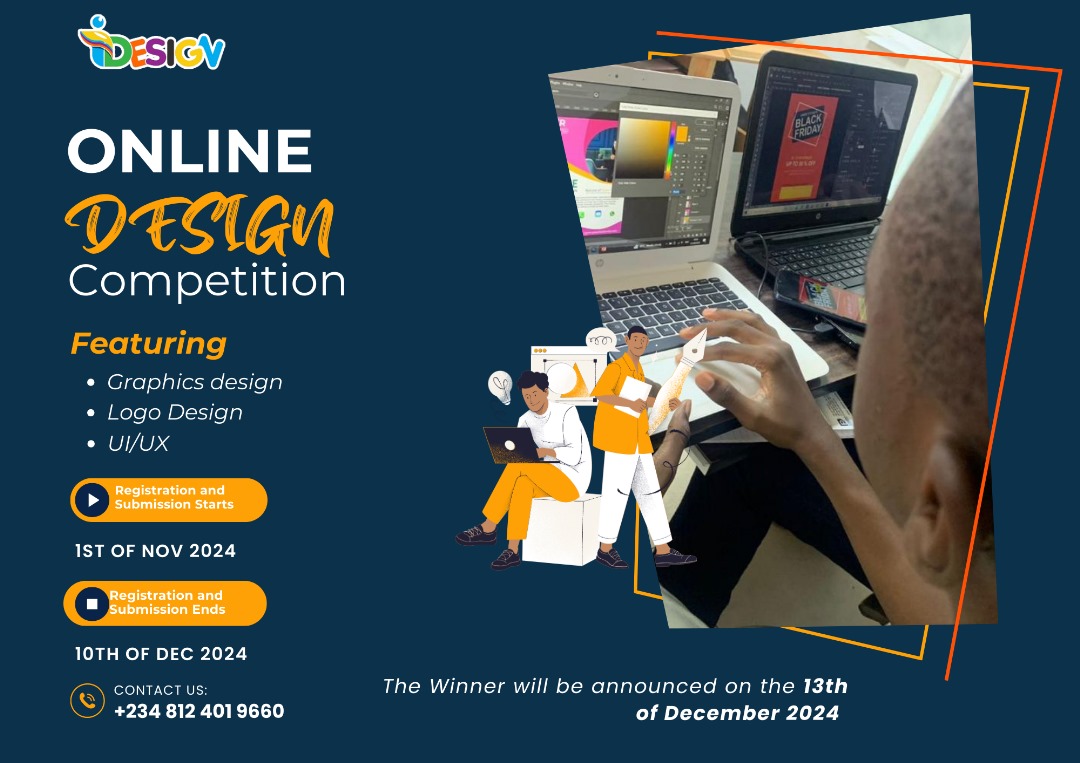 iDESIGV
ONLINE
DESIGN
Competition
Featuring
Graphics design
Logo Design
UI/UX
Registration and
Submission Starts
1ST OF NOV 2024
Registration and
Submission Ends
10TH OF DEC 2024
CONTACT US:
+234 812 401 9660
The Winner will be announced on the 13th
of December 2024
BLACK
FRIDAY